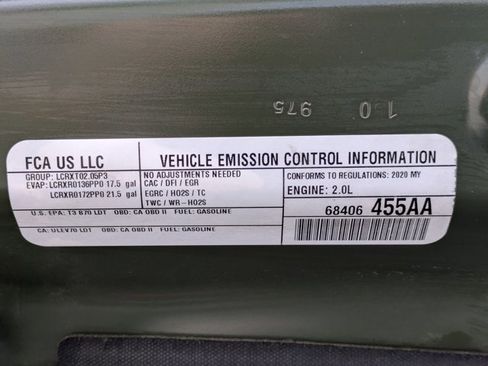 1 0 975
FCA US LLC
VEHICLE EMISSION CONTROL INFORMATION
GROUP: LCRXT02.05P3
EVAP: LCRXR0136PP0 17.5 gal
LCRXR0172PP0 21.5 gal
NO ADJUSTMENTS NEEDED
CAC / DFI / EGR
EGRC / HO2S / TC
TWC / WR-HO2S
CONFORMS TO REGULATIONS: 2020 MY
ENGINE: 2.0L
U.S. EPA: T3 B70 LDT OBD: CA OBD II FUEL: GASOLINE
CA: ULEV70 LDT OBD: CA OBD II FUEL: GASOLINE
68406 455AA